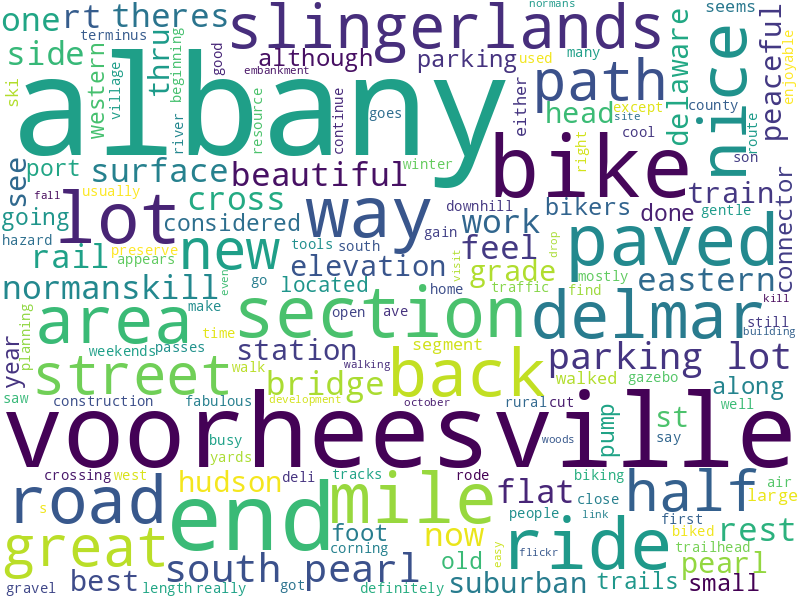 normans
one rt theres slingerlands seems
terminus
side ski thru beginning good although parking used many delaware nice peaceful enjoyable
albany
Western village embankment path
river resource continue goes either head except county
site cool route
see port surface beautiful winter bike right son
fall usually cross downhill train connector
going lot considered way work bikers done gentle
hazard preserve new tools south gain feel paved
rail appears elevation visit drop mostly
normanskill even go located home grade traffic find eastern
make area section open ave delmar still kill
planning time building
year weekends passes station segment parking lot
street walk walking back
bridge walked gazebo along
saw construction fabulous development october rural cut pump st well
voorheesville
busy say
yards woods
crossing west hudson deli tracks rode flat biking half air
road end mile close large
s people link first
great foot corning now biked rest
flickr ride
old easy trailhead
best south pearl suburban trails pearl small
gravel length really got definitely